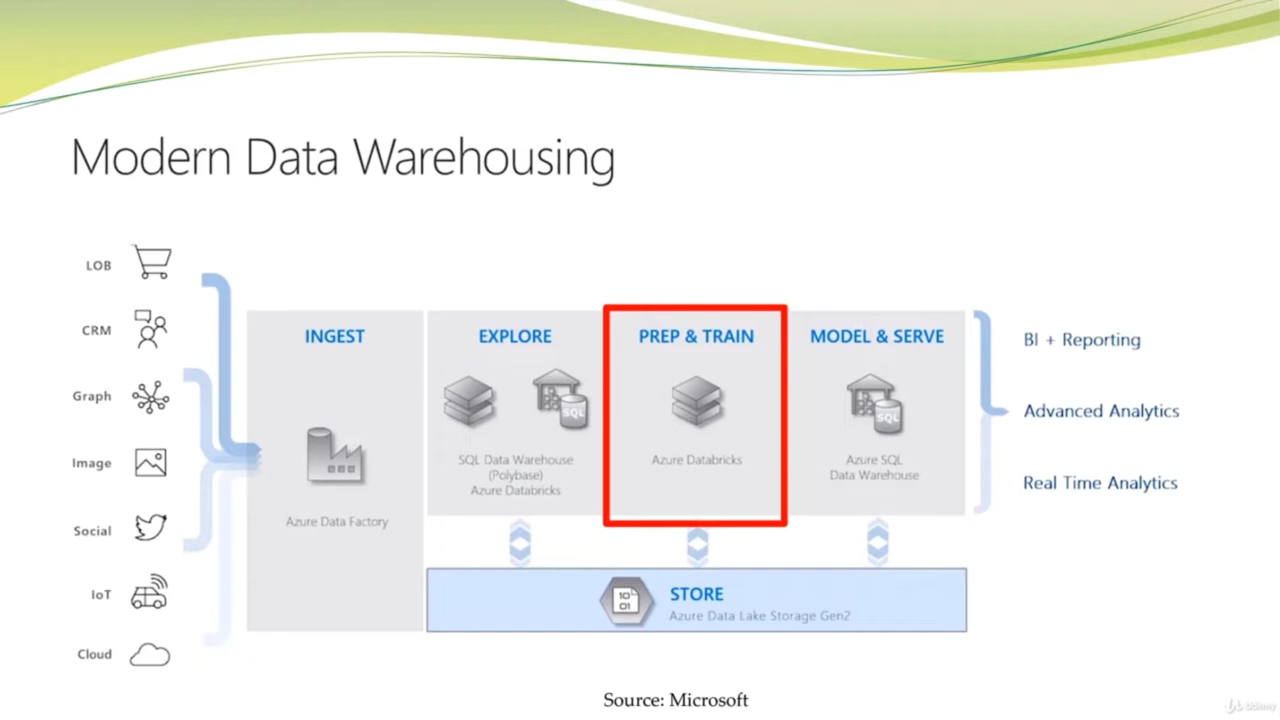 Modern Data Warehousing
LOB
CRM
Graph
Image
Social
IoT
Cloud
INGEST
Azure Data Factory
EXPLORE
SQL
SQL Data Warehouse
(Polybase)
Azure Databricks
PREP & TRAIN
Azure Databricks
MODEL & SERVE
SQL
Azure SQL
Data Warehouse
10
01
STORE
Azure Data Lake Storage Gen2
BI + Reporting
Advanced Analytics
Real Time Analytics
Source: Microsoft
Udemy